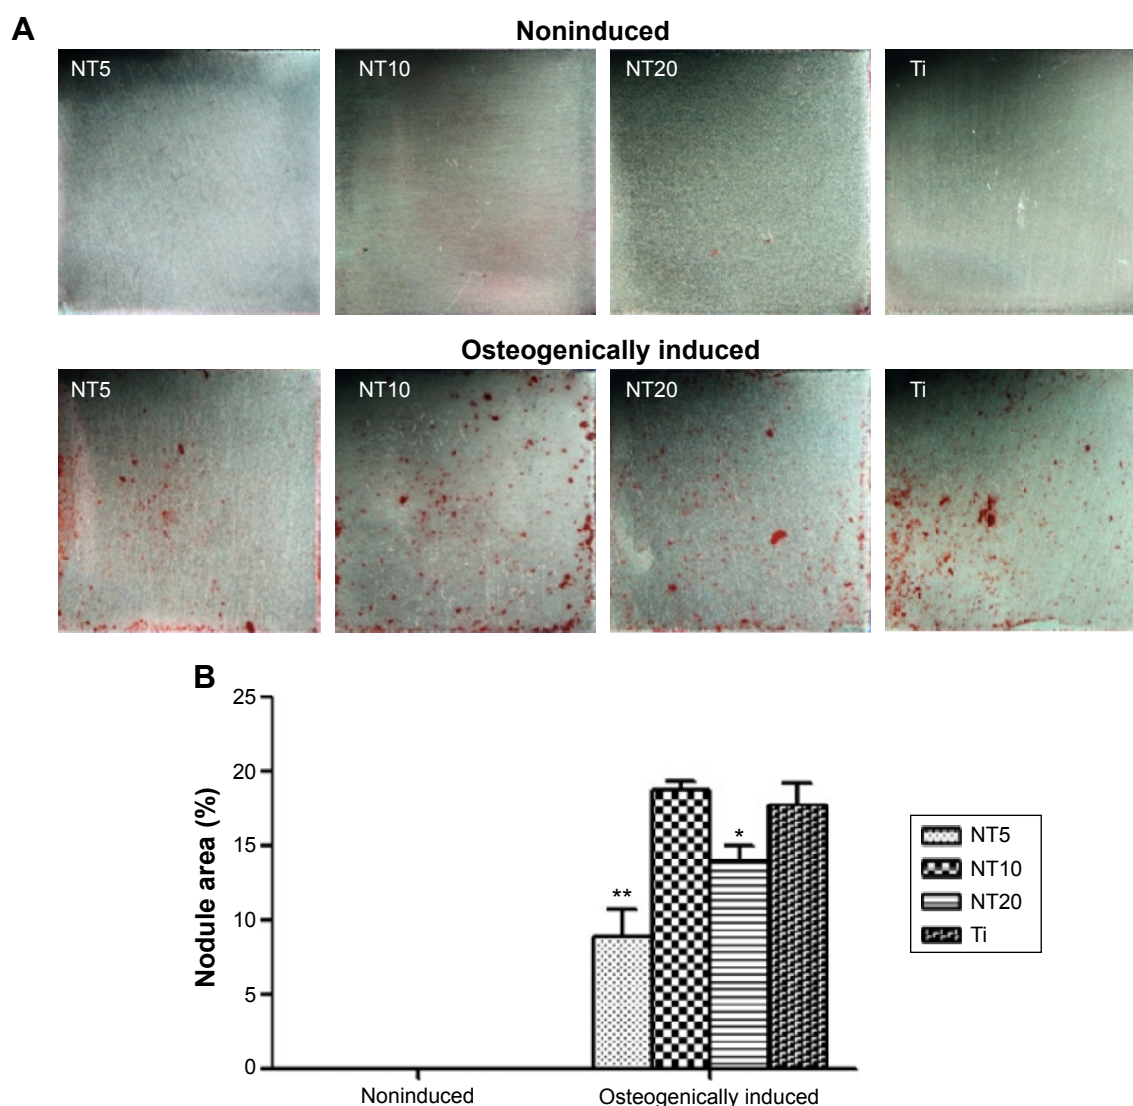 A
Noninduced
NT5
NT10
NT20
Ti
Osteogenically induced
NT5
NT10
NT20
Ti
B
25
20
15
10
5
0
Nodule area (%)
**
*
Noninduced
Osteogenically induced
NT5
NT10
NT20
Ti